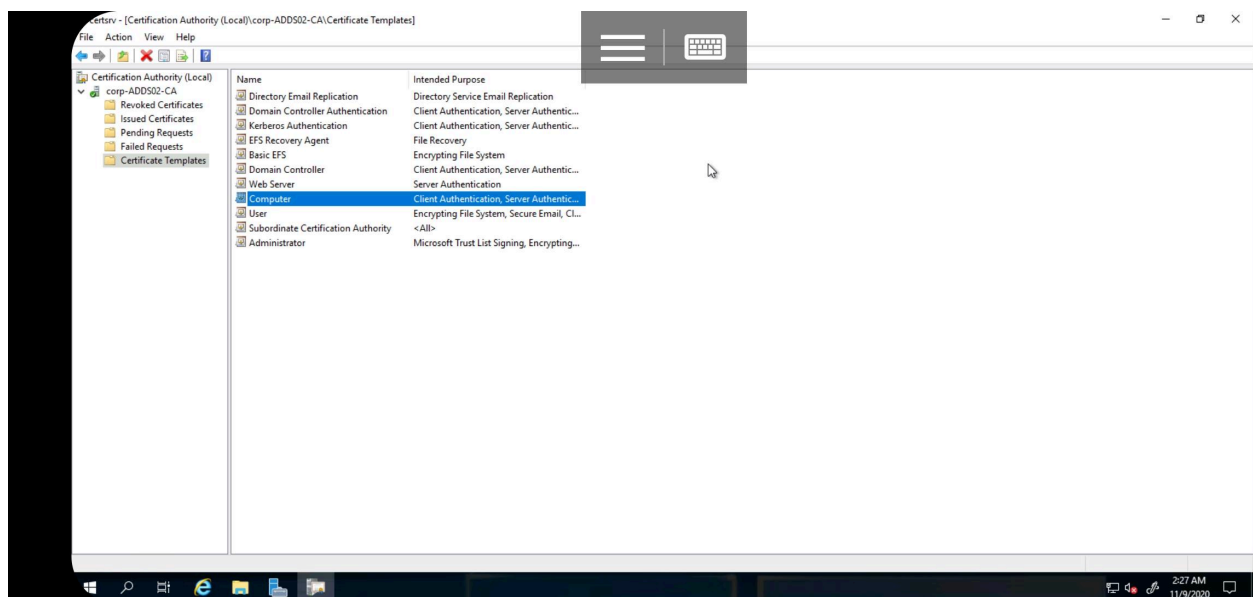 certsrv - [Certification Authority (Local)\corp-ADDS02-CA\Certificate Templates]
File Action View Help
Certification Authority (Local)
corp-ADDS02-CA
Revoked Certificates
Issued Certificates
Pending Requests
Failed Requests
Certificate Templates
Name Intended Purpose
Directory Email Replication Directory Service Email Replication
Domain Controller Authentication Client Authentication, Server Authentic...
Kerberos Authentication Client Authentication, Server Authentic...
EFS Recovery Agent File Recovery
Basic EFS Encrypting File System
Domain Controller Client Authentication, Server Authentic...
Web Server Server Authentication
Computer Client Authentication, Server Authentic...
User Encrypting File System, Secure Email, Cl...
Subordinate Certification Authority <All>
Administrator Microsoft Trust List Signing, Encrypting...
2:27 AM
11/9/2020